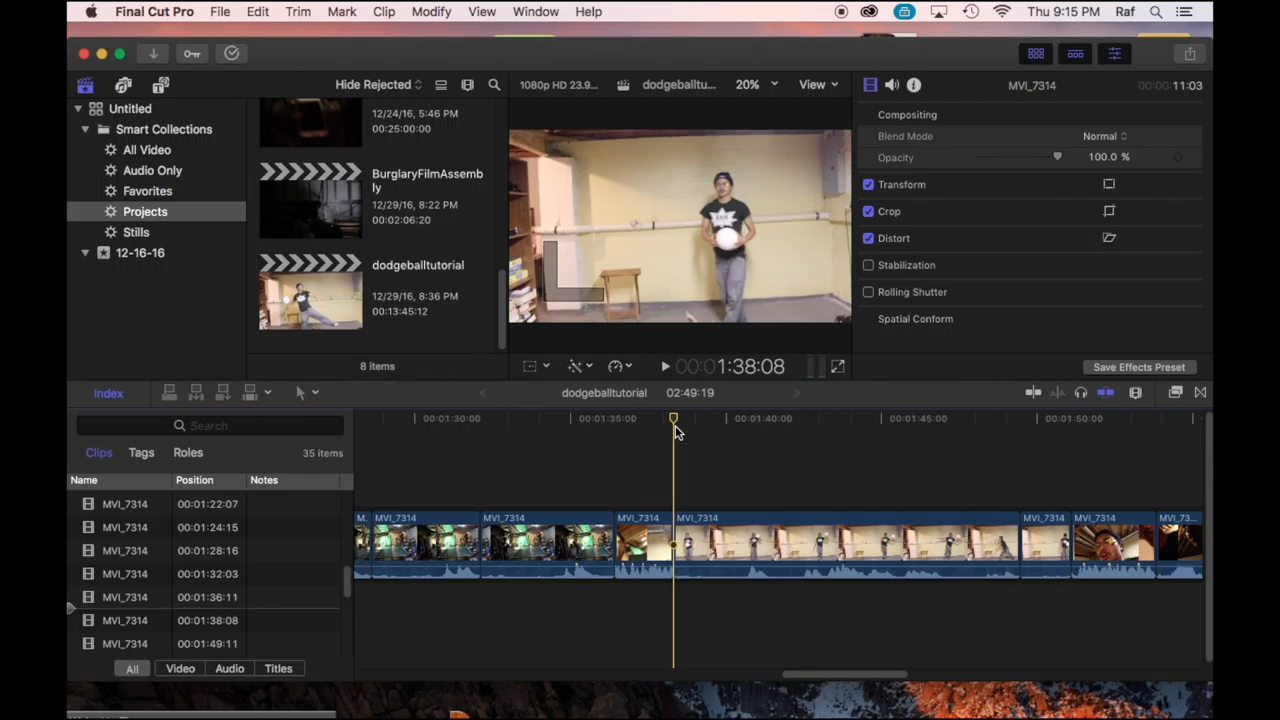 Final Cut Pro File Edit Trim Mark Clip Modify View Window Help Thu 9:15 PM Raf
Hide Rejected
1080p HD 23.9... dodgeballtu... 20% View
MVI_7314 00:00:11:03
Untitled
Smart Collections
All Video
Audio Only
Favorites
Projects
Stills
12-16-16
12/24/16, 5:46 PM
00:25:00:00
BurglaryFilmAssemb
ly
12/29/16, 8:22 PM
00:02:06:20
dodgeballtutorial
12/29/16, 8:36 PM
00:13:45:12
8 items
00:01:38:08
Compositing
Blend Mode Normal
Opacity 100.0 %
Transform
Crop
Distort
Stabilization
Rolling Shutter
Spatial Conform
Save Effects Preset
Index
dodgeballtutorial 02:49:19
Search
Clips Tags Roles 35 items
Name Position Notes
MVI_7314 00:01:22:07
MVI_7314 00:01:24:15
MVI_7314 00:01:28:16
MVI_7314 00:01:32:03
MVI_7314 00:01:36:11
MVI_7314 00:01:38:08
MVI_7314 00:01:49:11
All Video Audio Titles
00:01:30:00 00:01:35:00 00:01:40:00 00:01:45:00 00:01:50:00
M. MVI_7314 MVI_7314 MVI_7314 MVI_7314 MVI_7314 MVI_7314 MVI_73...